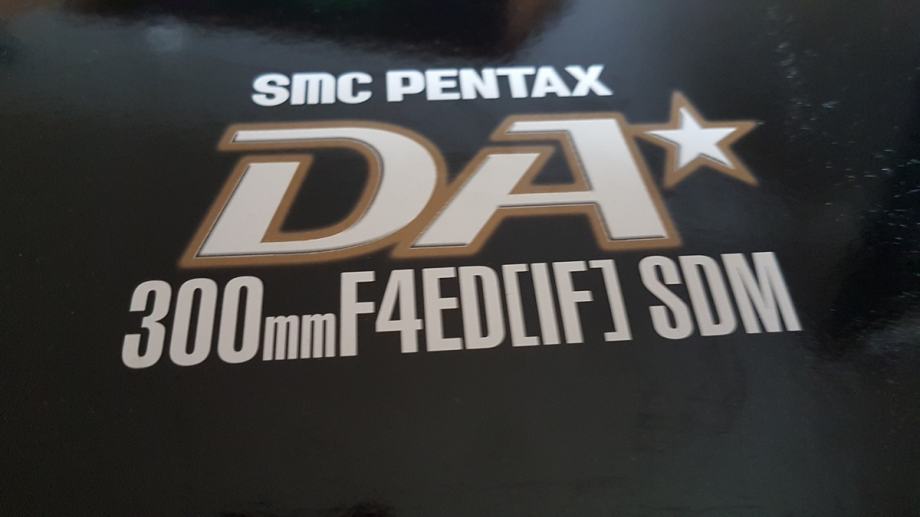 smc PENTAX
DA★
300mmF4ED[IF] SDM